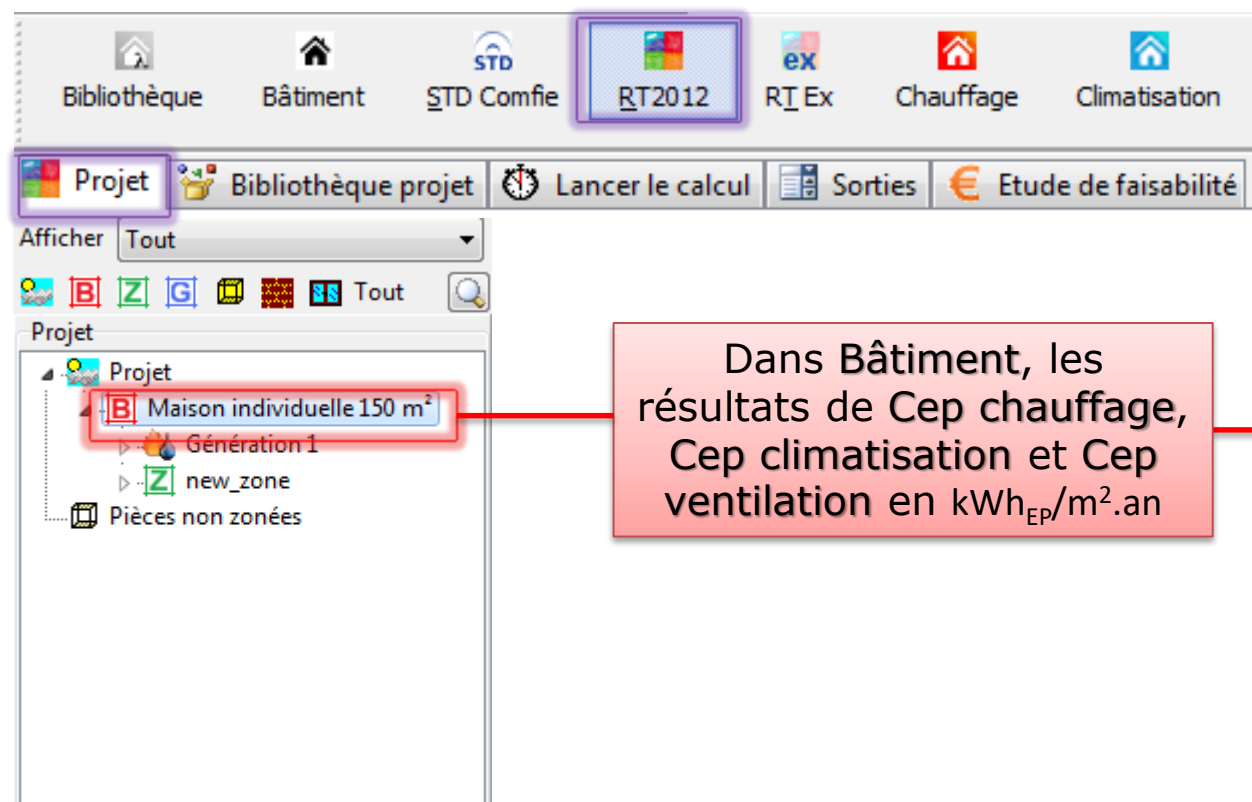 Bibliothèque Bâtiment STD STD Comfie RT2012 ex RT Ex Chauffage Climatisation
Projet Bibliothèque projet Lancer le calcul Sorties € Etude de faisabilité
Afficher Tout
B Z G Tout
Projet
Projet
B Maison individuelle 150 m²
Génération 1
Z new_zone
Pièces non zonées
Dans Bâtiment, les
résultats de Cep chauffage,
Cep climatisation et Cep
ventilation en kWhEP/m².an